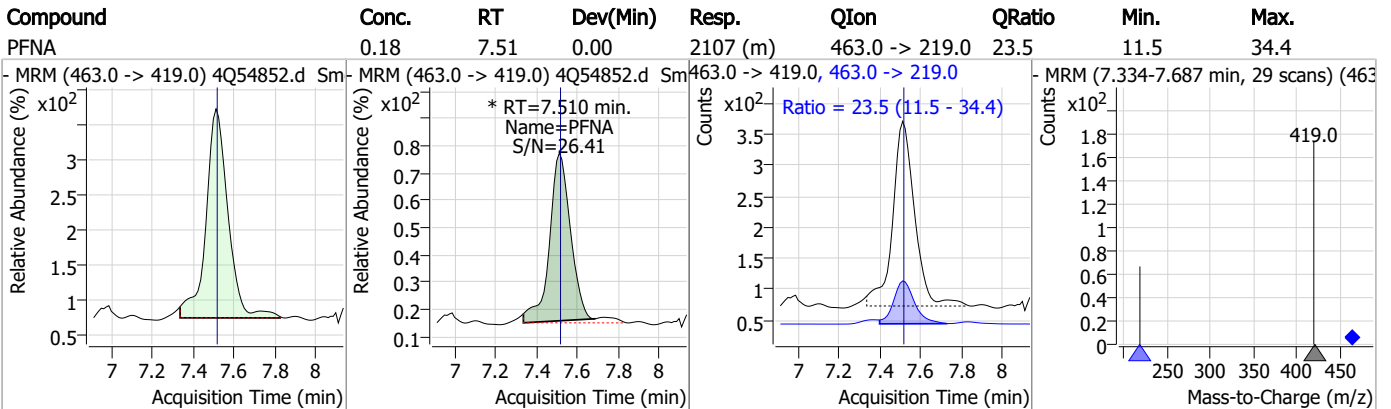 Compound Conc. RT Dev(Min) Resp. QIon QRatio Min. Max.
PFNA 0.18 7.51 0.00 2107 (m) 463.0 -> 219.0 23.5 11.5 34.4
- MRM (463.0 -> 419.0) 4Q54852.d Sm
Relative Abundance (%)
x10²
3
2.5
2
1.5
1
0.5
7 7.2 7.4 7.6 7.8 8
Acquisition Time (min)
- MRM (463.0 -> 419.0) 4Q54852.d Sm
Relative Abundance (%)
x10²
* RT=7.510 min.
Name=PFNA
S/N=26.41
0.8
0.7
0.6
0.5
0.4
0.3
0.2
0.1
7 7.2 7.4 7.6 7.8 8
Acquisition Time (min)
463.0 -> 419.0, 463.0 -> 219.0
Counts
x10²
Ratio = 23.5 (11.5 - 34.4)
3.5
3
2.5
2
1.5
1
0.5
7 7.2 7.4 7.6 7.8 8
Acquisition Time (min)
- MRM (7.334-7.687 min, 29 scans) (463
Counts
x10²
419.0
1.8
1.6
1.4
1.2
1
0.8
0.6
0.4
0.2
0
250 300 350 400 450
Mass-to-Charge (m/z)